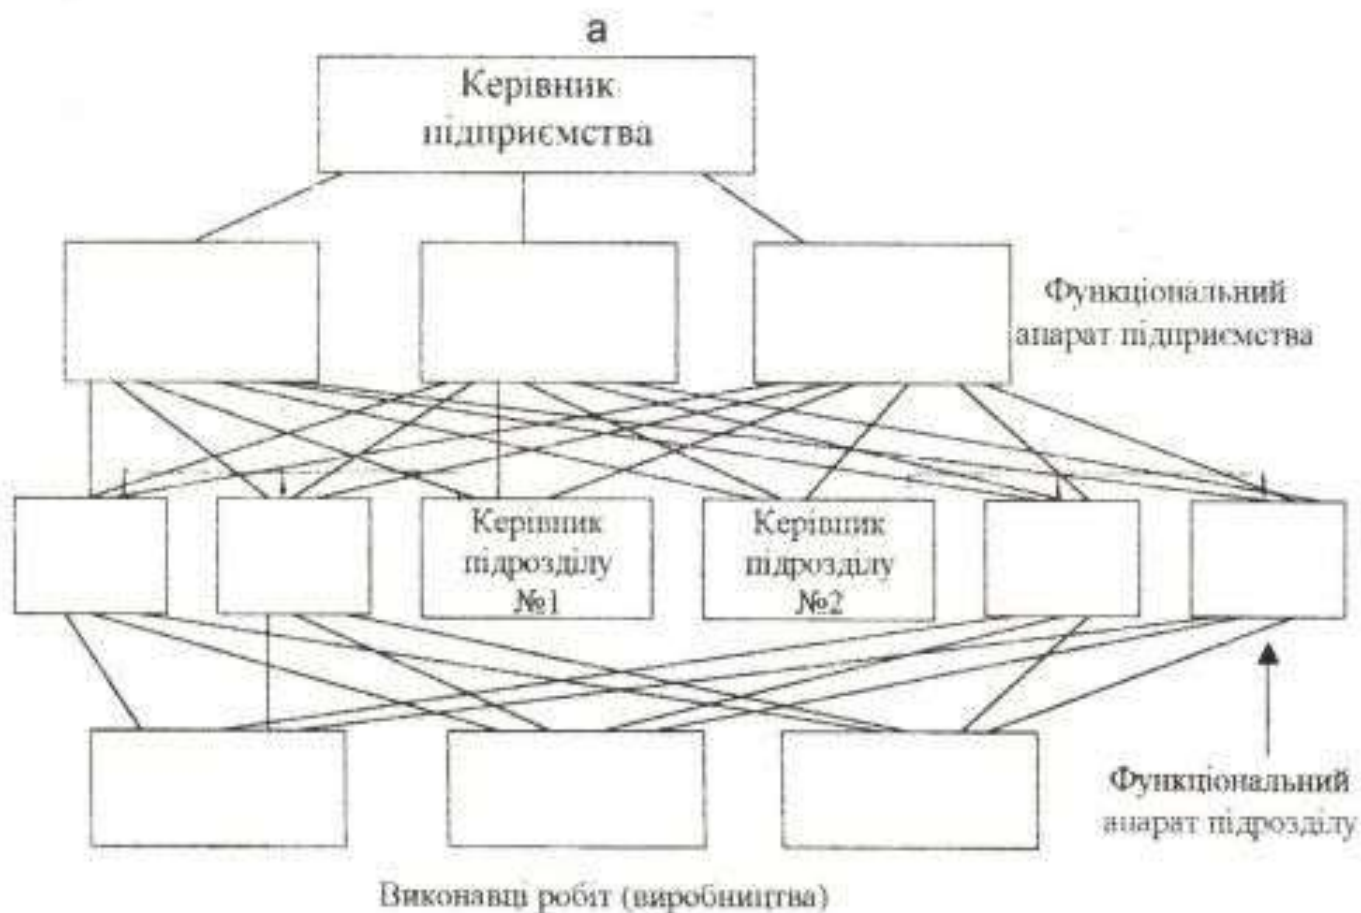 а
Керівник
підприємства
Функціональний
апарат підприємства
Керівник
підрозділу
№1
Керівник
підрозділу
№2
Функціональний
апарат підрозділу
Виконавці робіт (виробництва)